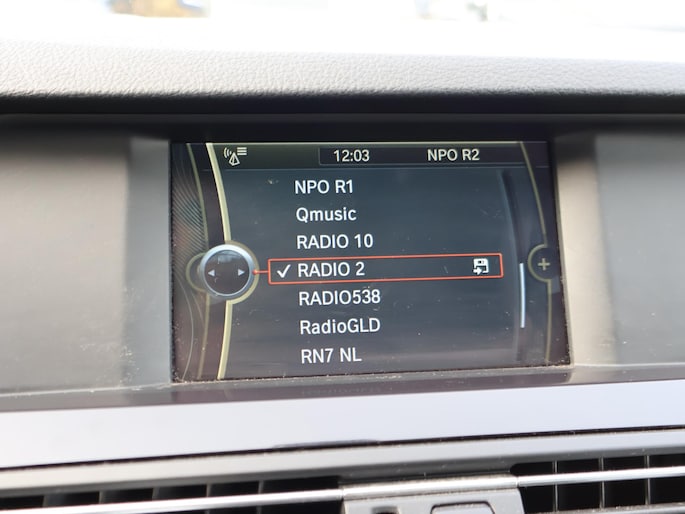 12:03 NPO R2
NPO R1
Qmusic
RADIO 10
RADIO 2
RADIO538
RadioGLD
RN7 NL